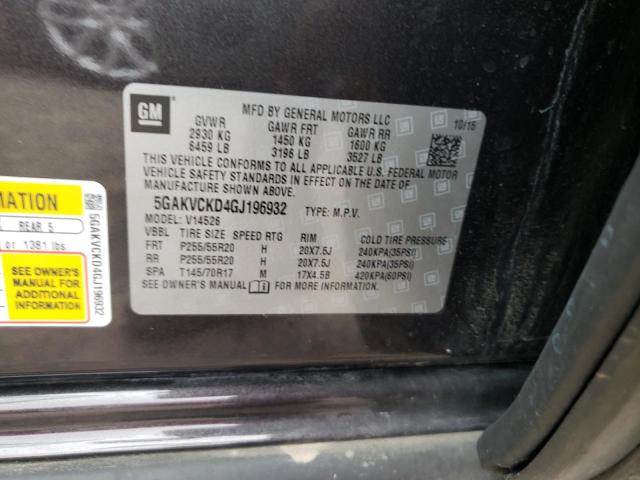 GM
MFD BY GENERAL MOTORS LLC
GVWR GAWR FRT GAWR RR 10/15
2930 KG 1450 KG 1600 KG
6459 LB 3196 LB 3527 LB
THIS VEHICLE CONFORMS TO ALL APPLICABLE U.S. FEDERAL MOTOR
VEHICLE SAFETY STANDARDS IN EFFECT ON THE DATE OF
MANUFACTURE SHOWN ABOVE.
5GAKVCKD4GJ196932 TYPE: M.P.V.
MODEL: V14526
VBBL TIRE SIZE SPEED RTG RIM COLD TIRE PRESSURE
FRT P255/55R20 H 20X7.5J 240KPA(35PSI)
RR P255/55R20 H 20X7.5J 240KPA(35PSI)
SPA T145/70R17 M 17X4.5B 420KPA(60PSI)
SEE OWNER'S MANUAL FOR MORE INFORMATION.
MATION
REAR 5
or 1361 lbs.
SEE OWNER'S
MANUAL FOR
ADDITIONAL
INFORMATION
5GAKVCKD4GJ196932